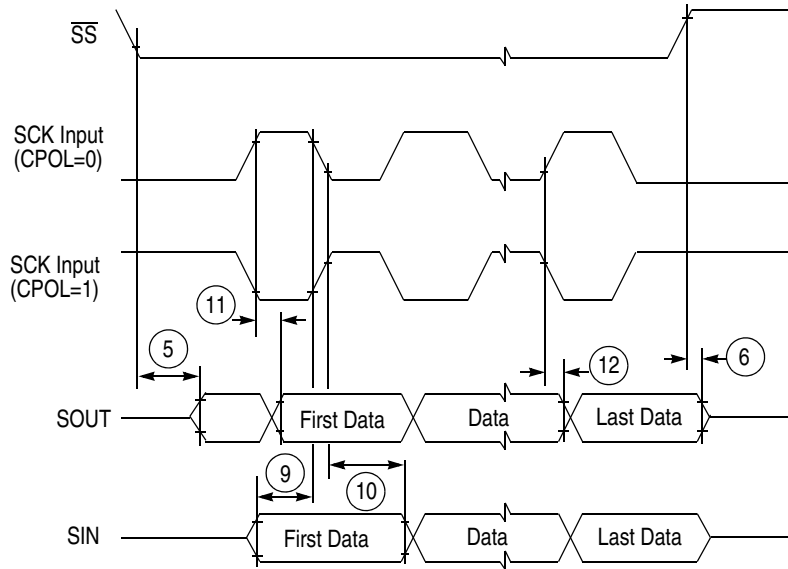 SS
SCK Input
(CPOL=0)
SCK Input
(CPOL=1)
11
5
12
6
SOUT
First Data
Data
Last Data
9
10
SIN
First Data
Data
Last Data